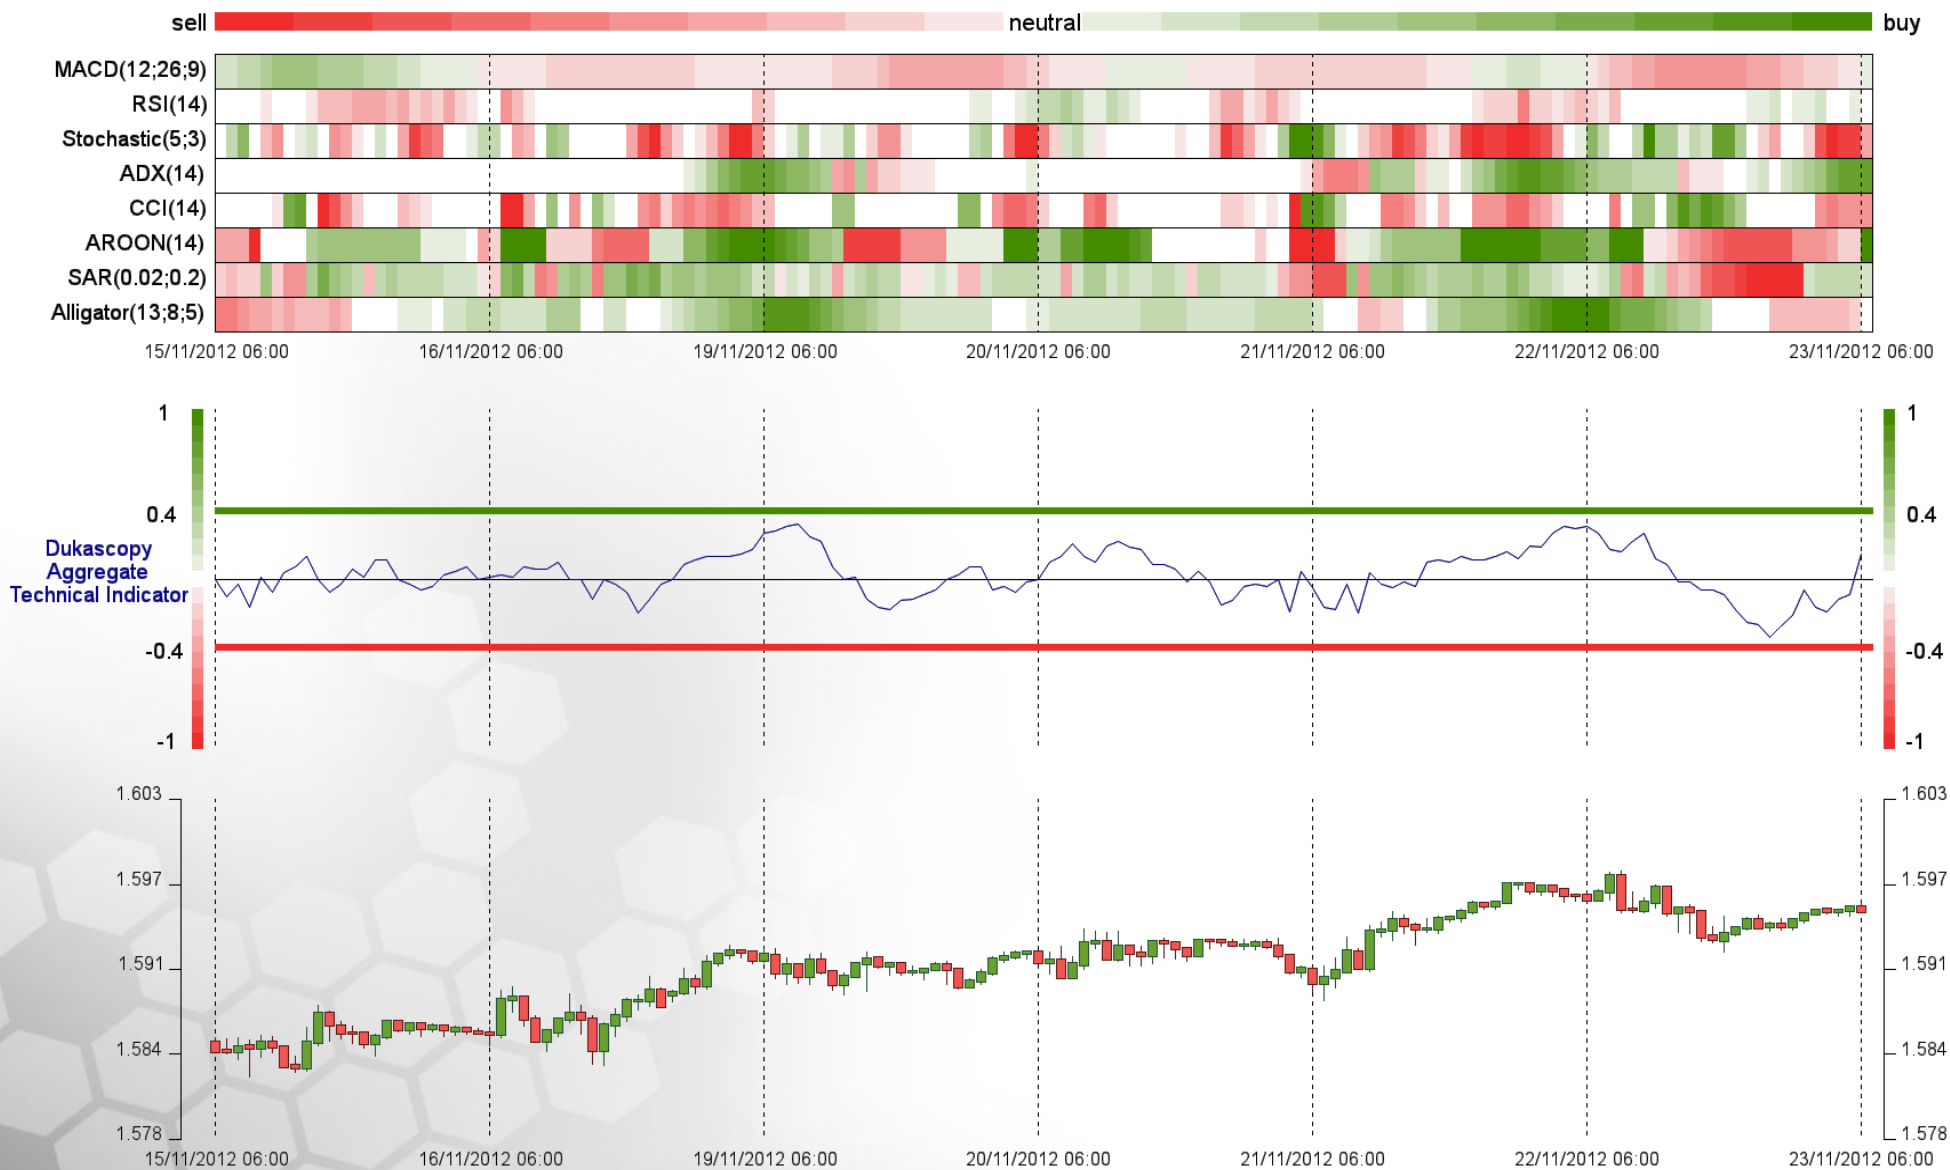 sell neutral buy
MACD(12;26;9)
RSI(14)
Stochastic(5;3)
ADX(14)
CCI(14)
AROON(14)
SAR(0.02;0.2)
Alligator(13;8;5)
15/11/2012 06:00 16/11/2012 06:00 19/11/2012 06:00 20/11/2012 06:00 21/11/2012 06:00 22/11/2012 06:00 23/11/2012 06:00
1 1
0.4 0.4
Dukascopy
Aggregate
Technical Indicator
-0.4 -0.4
-1 -1
1.603 1.603
1.597 1.597
1.591 1.591
1.584 1.584
1.578 1.578
15/11/2012 06:00 16/11/2012 06:00 19/11/2012 06:00 20/11/2012 06:00 21/11/2012 06:00 22/11/2012 06:00 23/11/2012 06:00